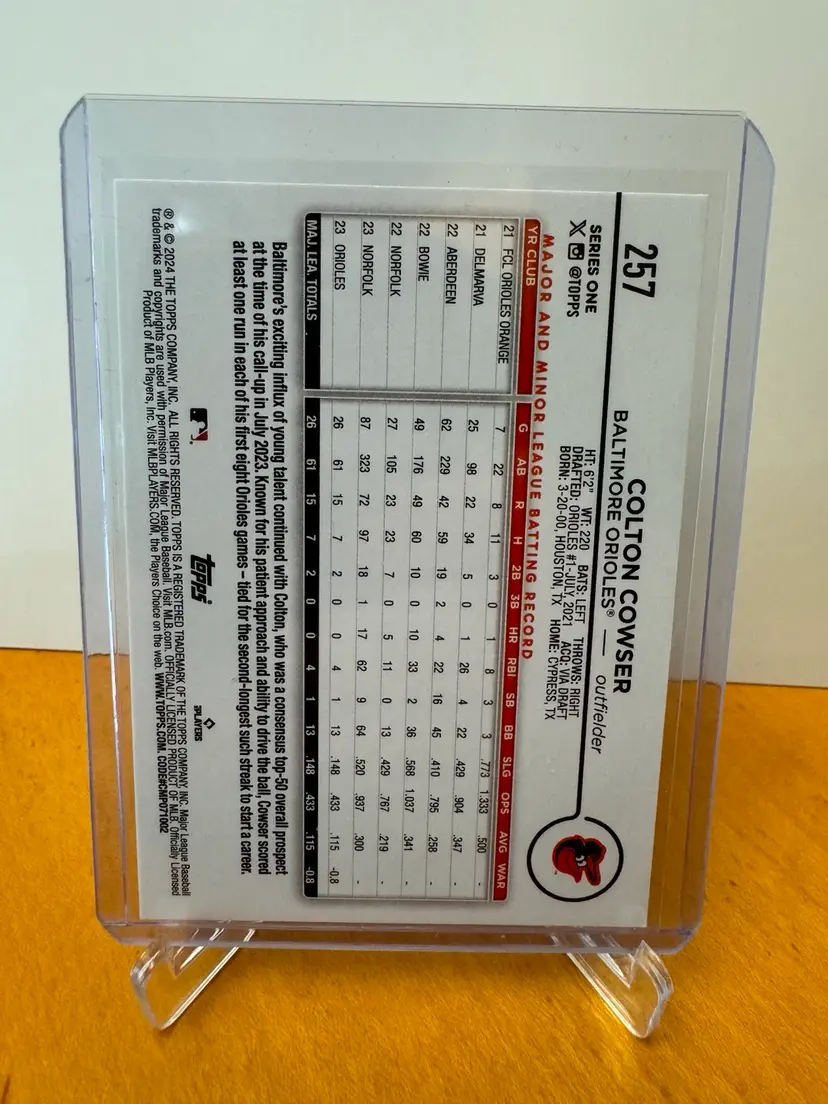 257
COLTON COWSER
BALTIMORE ORIOLES® — outfielder
SERIES ONE
X @TOPPS
HT: 6'2" WT: 220 BATS: LEFT THROWS: RIGHT
DRAFTED: ORIOLES #1-JULY, 2021 ACQ: VIA DRAFT
BORN: 3-20-00, HOUSTON, TX HOME: CYPRESS, TX
MAJOR AND MINOR LEAGUE BATTING RECORD
YR CLUB G AB R H 2B 3B HR RBI SB BB SLG OPS AVG WAR
21 FCL ORIOLES ORANGE 7 22 8 11 3 0 1 8 3 3 .773 1.333 .500 -
21 DELMARVA 25 98 22 34 5 0 1 26 4 22 .429 .904 .347 -
22 ABERDEEN 62 229 42 59 19 2 4 22 16 45 .410 .795 .258 -
22 BOWIE 49 176 49 60 10 0 10 33 2 36 .568 1.037 .341 -
22 NORFOLK 27 105 23 23 7 0 5 11 0 13 .429 .767 .219 -
23 NORFOLK 87 323 72 97 18 1 17 62 9 64 .520 .937 .300 -
23 ORIOLES 26 61 15 7 2 0 0 4 1 13 .148 .433 .115 -0.8
MAJ. LEA. TOTALS 26 61 15 7 2 0 0 4 1 13 .148 .433 .115 -0.8
Baltimore's exciting influx of young talent continued with Colton, who was a consensus top-50 overall prospect
at the time of his call-up in July 2023. Known for his patient approach and ability to drive the ball, Cowser scored
at least one run in each of his first eight Orioles games – tied for the second-longest such streak to start a career.
TOPPS
PLAYERS
® & © 2024 THE TOPPS COMPANY, INC. ALL RIGHTS RESERVED. TOPPS IS A REGISTERED TRADEMARK OF THE TOPPS COMPANY, INC. Major League Baseball
trademarks and copyrights are used with permission of Major League Baseball. Visit MLB.com. OFFICIALLY LICENSED PRODUCT OF MLB. Officially Licensed
Product of MLB Players, Inc. Visit MLBPLAYERS.COM, the Players Choice on the web. WWW.TOPPS.COM. CODE#CMP071002